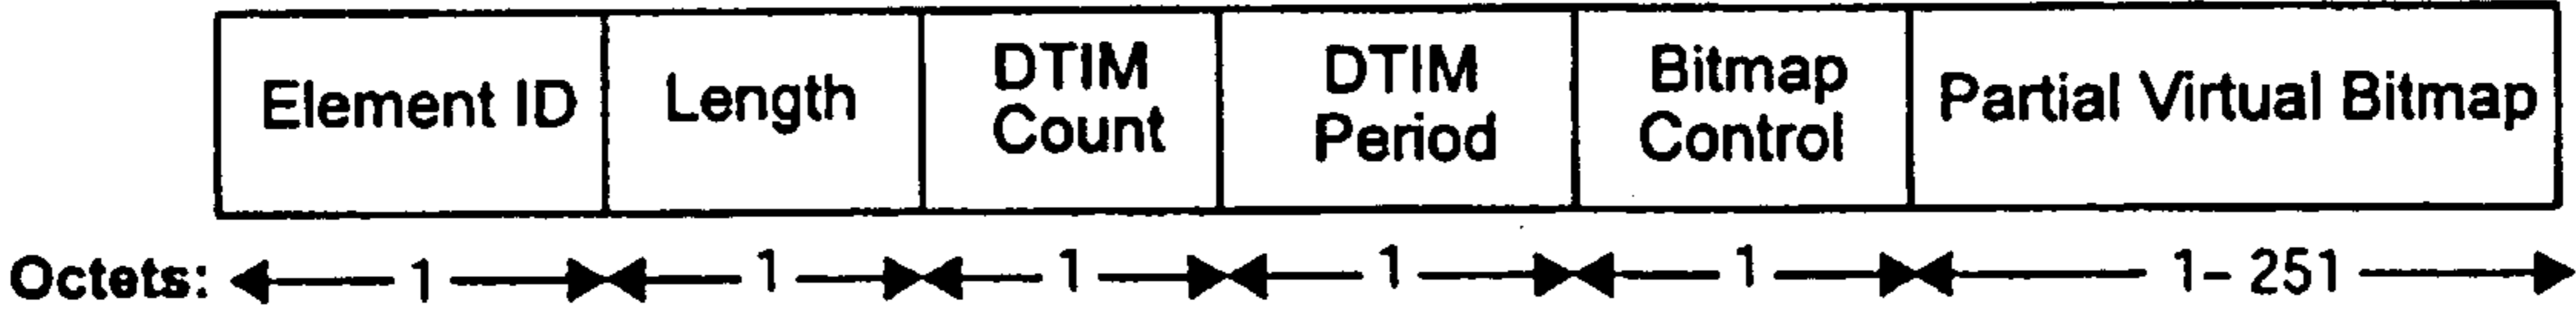 Element ID Length DTIM Count DTIM Period Bitmap Control Partial Virtual Bitmap
Octets: 1 1 1 1 1 1-251